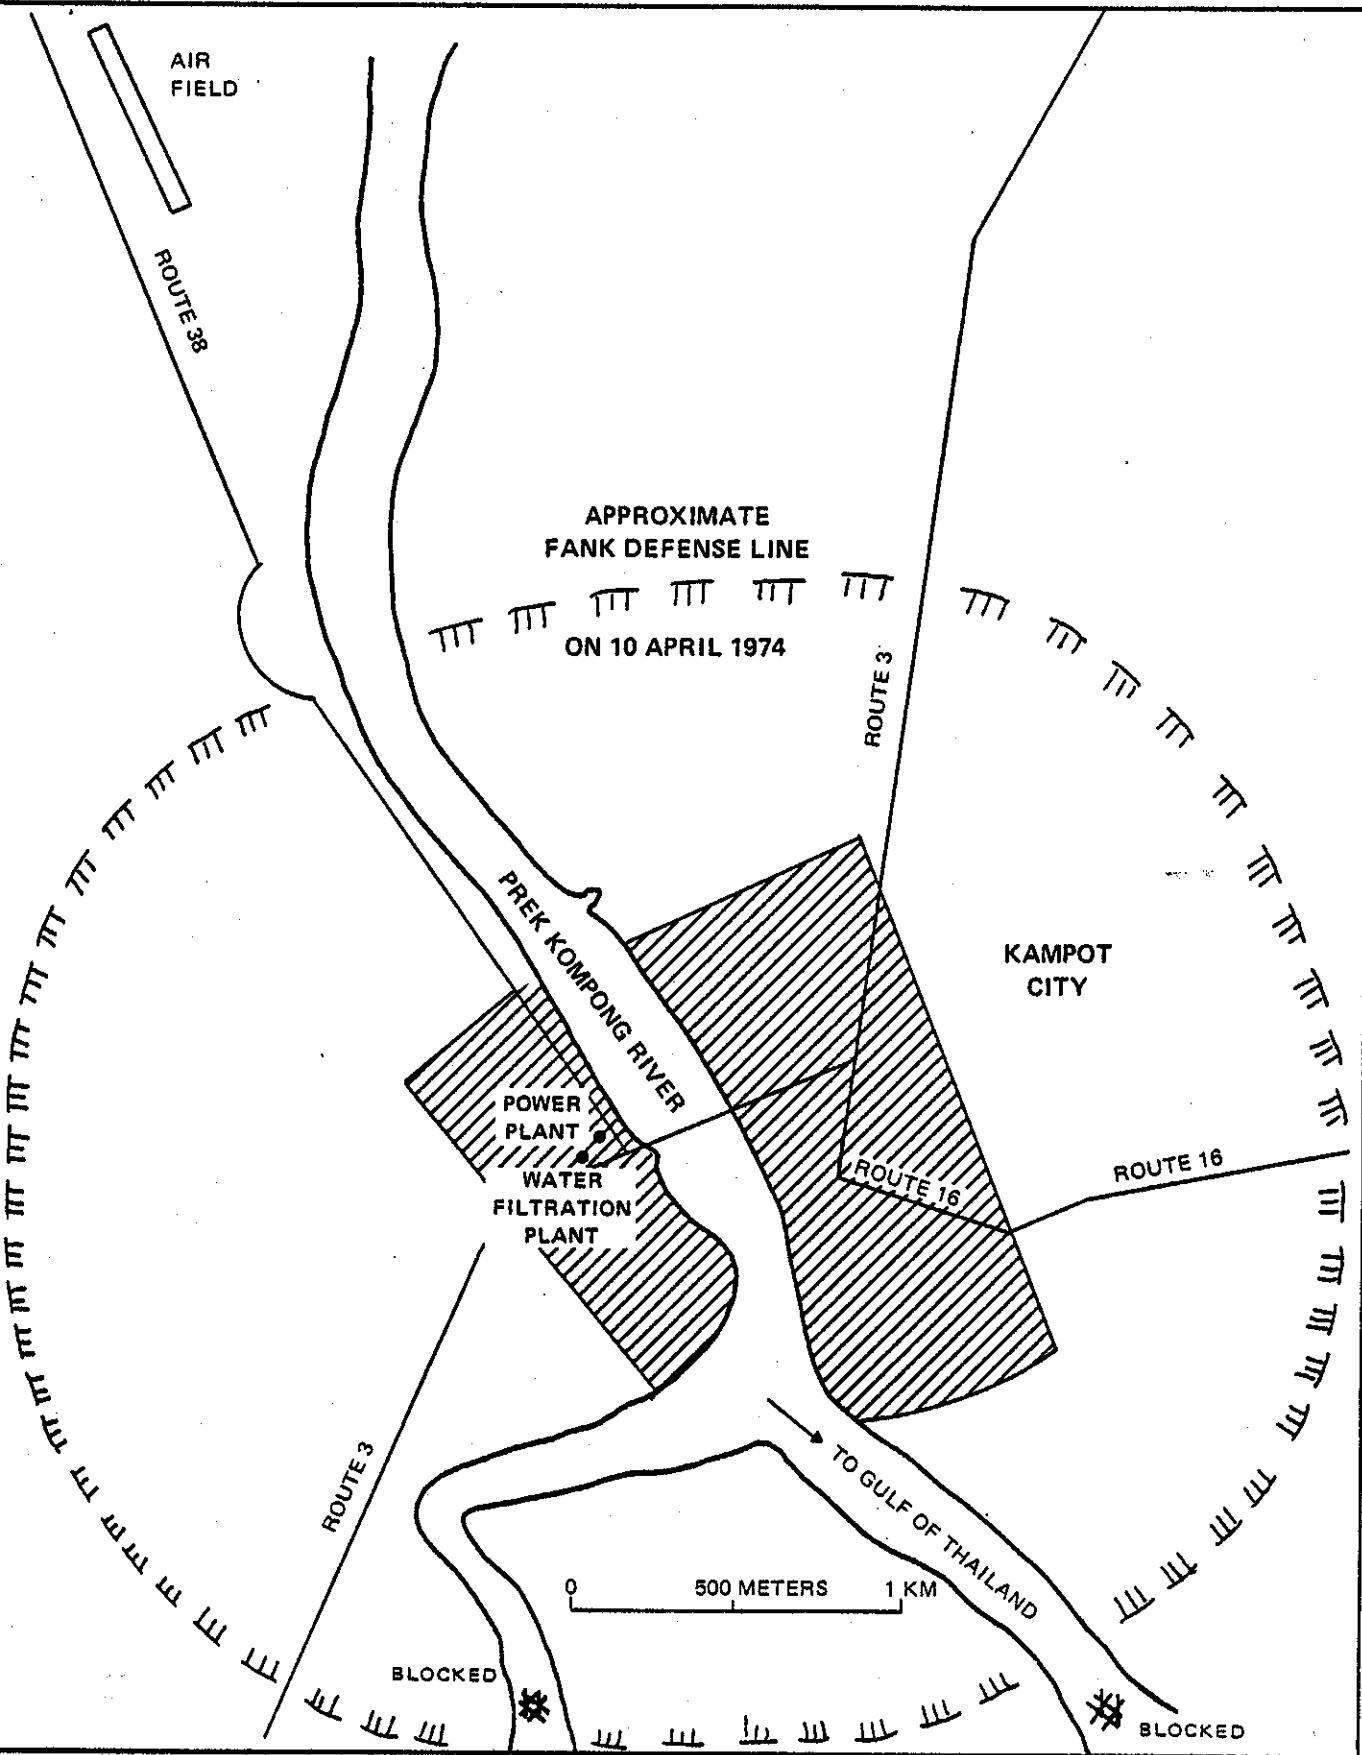 AIR
FIELD
ROUTE 38
APPROXIMATE
FANK DEFENSE LINE
ON 10 APRIL 1974
ROUTE 3
PREK KOMPONG RIVER
KAMPOT
CITY
POWER
PLANT
WATER
FILTRATION
PLANT
ROUTE 16
ROUTE 16
ROUTE 3
TO GULF OF THAILAND
0 500 METERS 1 KM
BLOCKED
BLOCKED